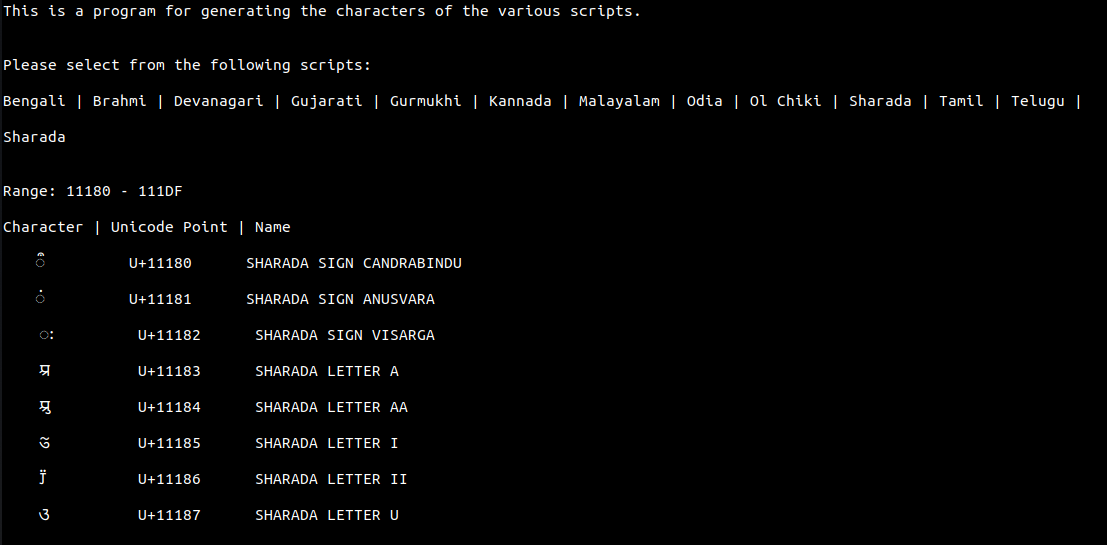 This is a program for generating the characters of the various scripts.
Please select from the following scripts:
Bengali | Brahmi | Devanagari | Gujarati | Gurmukhi | Kannada | Malayalam | Odia | Ol Chiki | Sharada | Tamil | Telugu |
Sharada
Range: 11180 - 111DF
Character | Unicode Point | Name
𑆀 U+11180 SHARADA SIGN CANDRABINDU
𑆁 U+11181 SHARADA SIGN ANUSVARA
𑆂 U+11182 SHARADA SIGN VISARGA
𑆃 U+11183 SHARADA LETTER A
𑆄 U+11184 SHARADA LETTER AA
𑆅 U+11185 SHARADA LETTER I
𑆆 U+11186 SHARADA LETTER II
𑆇 U+11187 SHARADA LETTER U